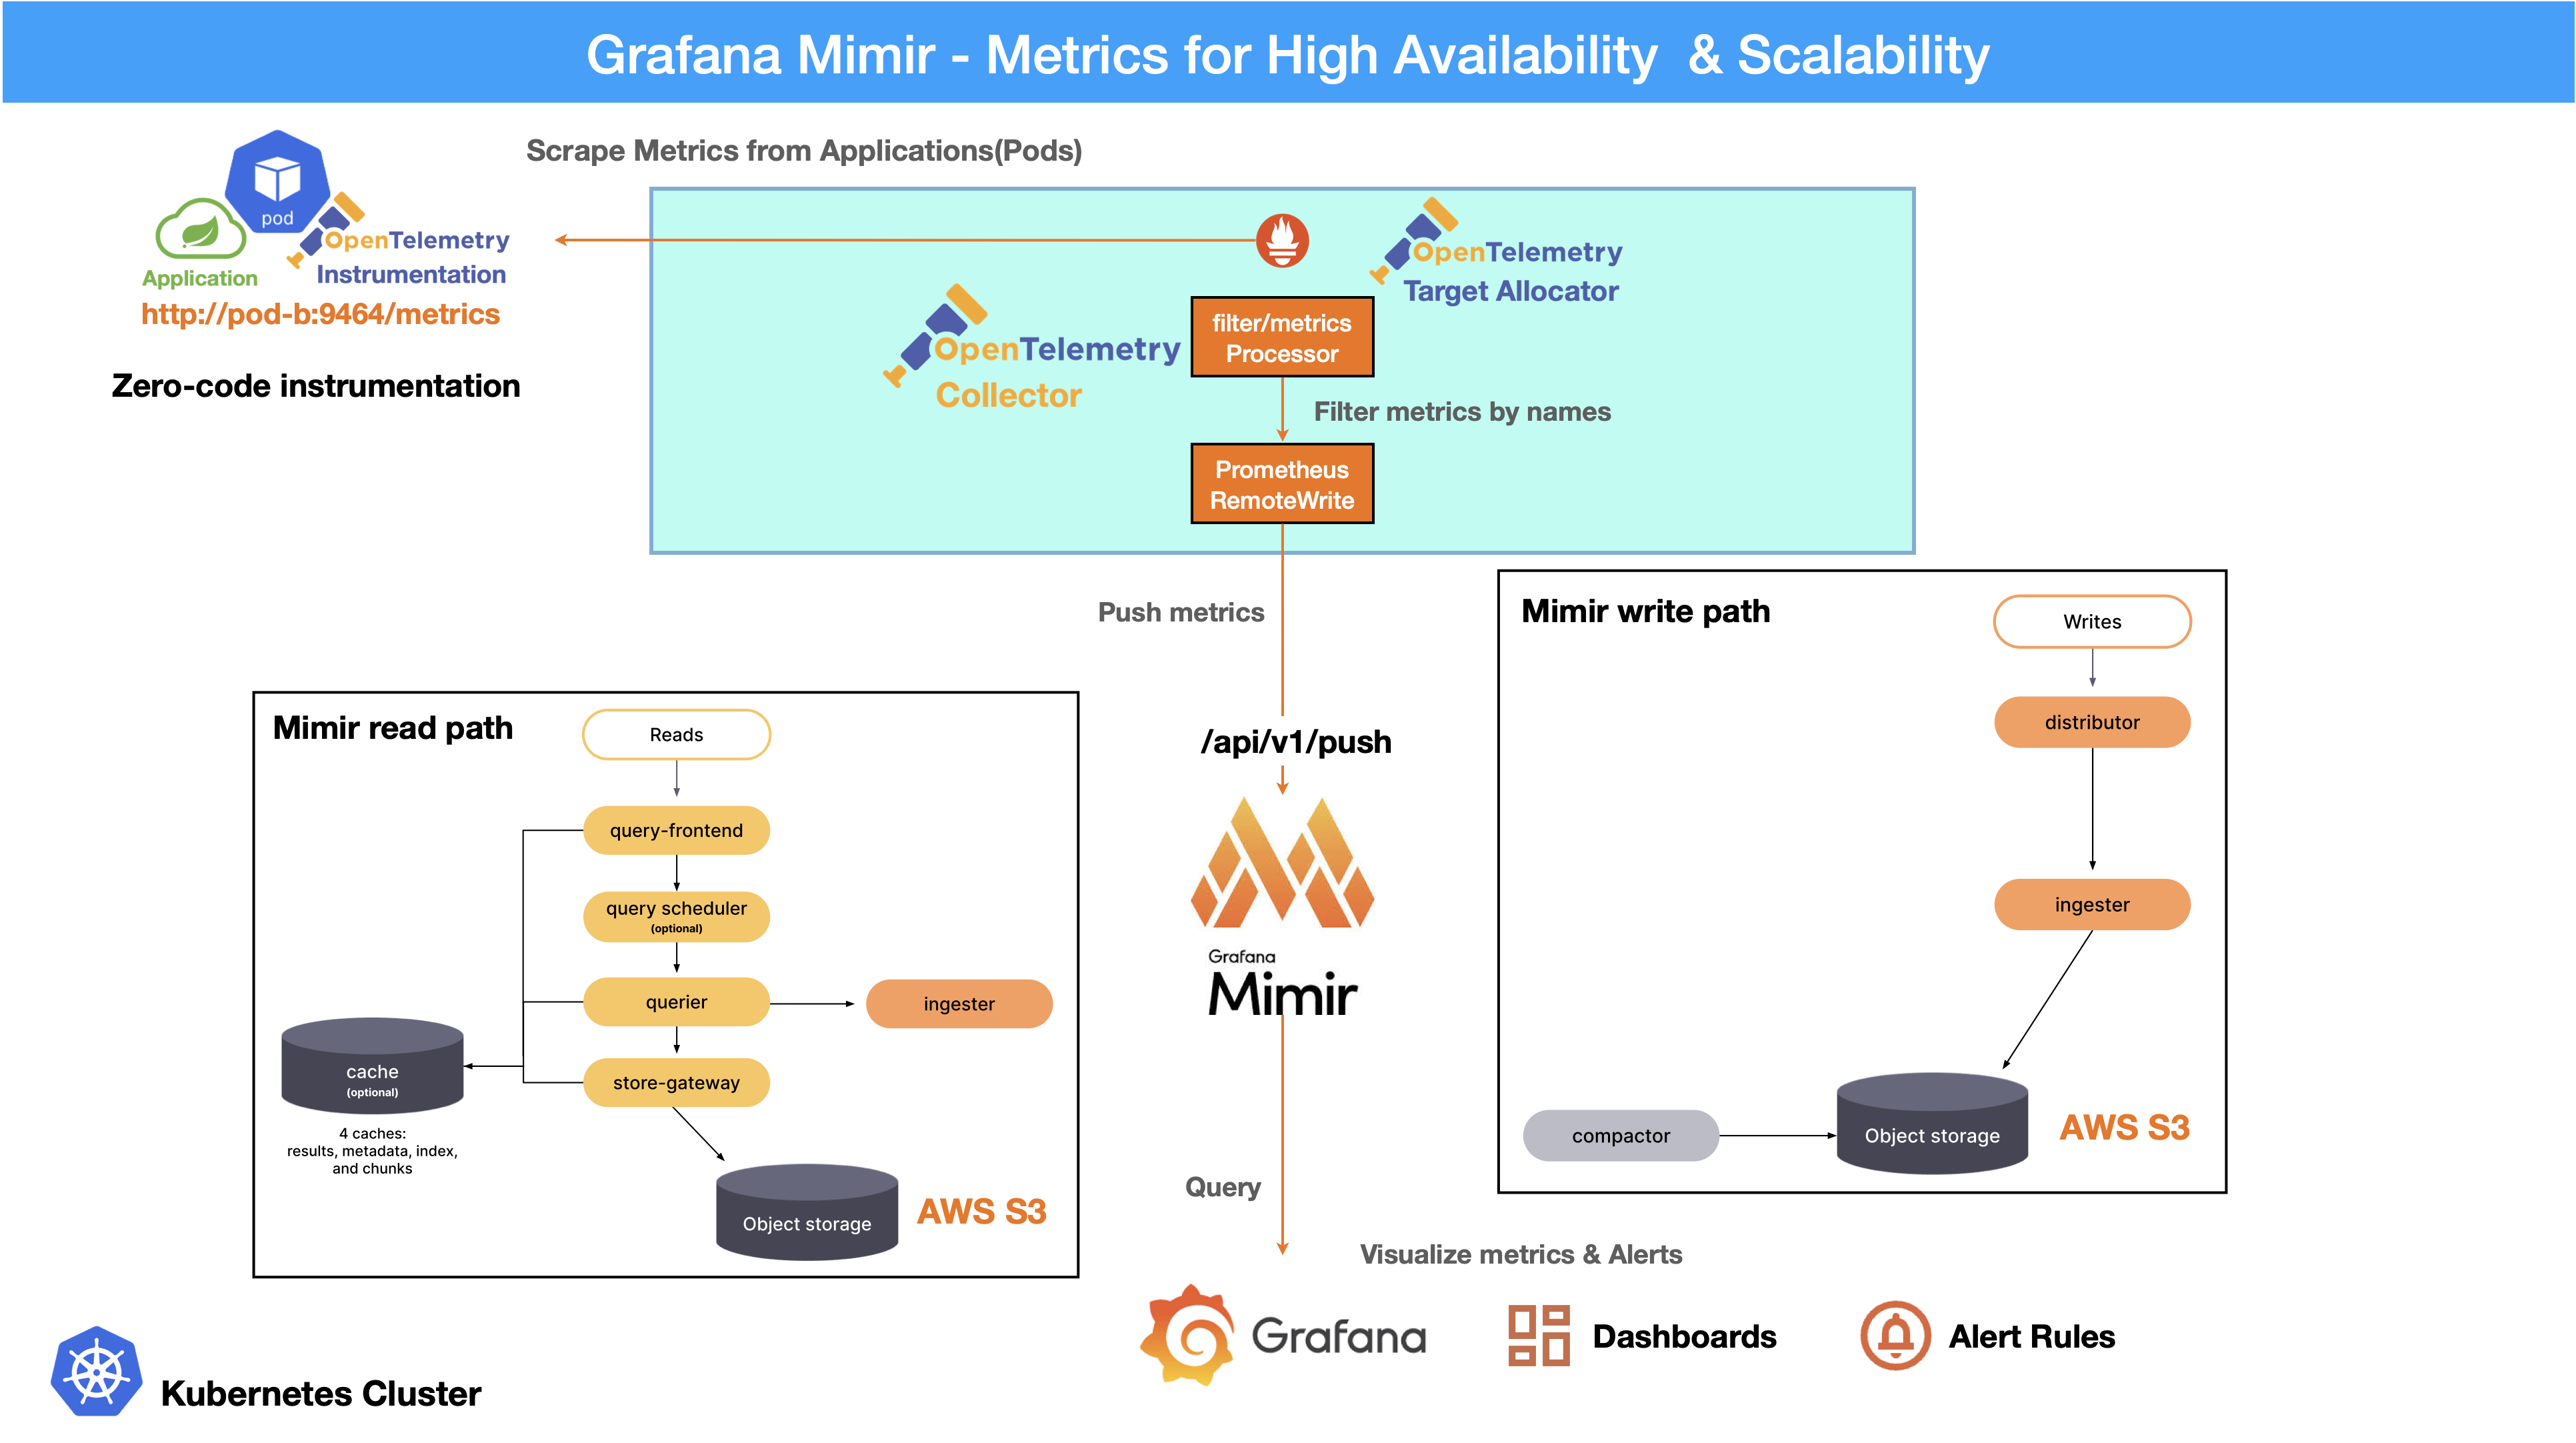 Grafana Mimir - Metrics for High Availability  & Scalability
Scrape Metrics from Applications(Pods)
pod
OpenTelemetry
Instrumentation
Application
http://pod-b:9464/metrics
Zero-code instrumentation
OpenTelemetry
Target Allocator
OpenTelemetry
Collector
filter/metrics
Processor
Filter metrics by names
Prometheus
RemoteWrite
Push metrics
/api/v1/push
Grafana
Mimir
Query
Mimir read path
Reads
query-frontend
query scheduler
(optional)
querier
ingester
store-gateway
cache
(optional)
4 caches:
results, metadata, index,
and chunks
Object storage
AWS S3
Mimir write path
Writes
distributor
ingester
compactor
Object storage
AWS S3
Visualize metrics & Alerts
Grafana
Dashboards
Alert Rules
Kubernetes Cluster